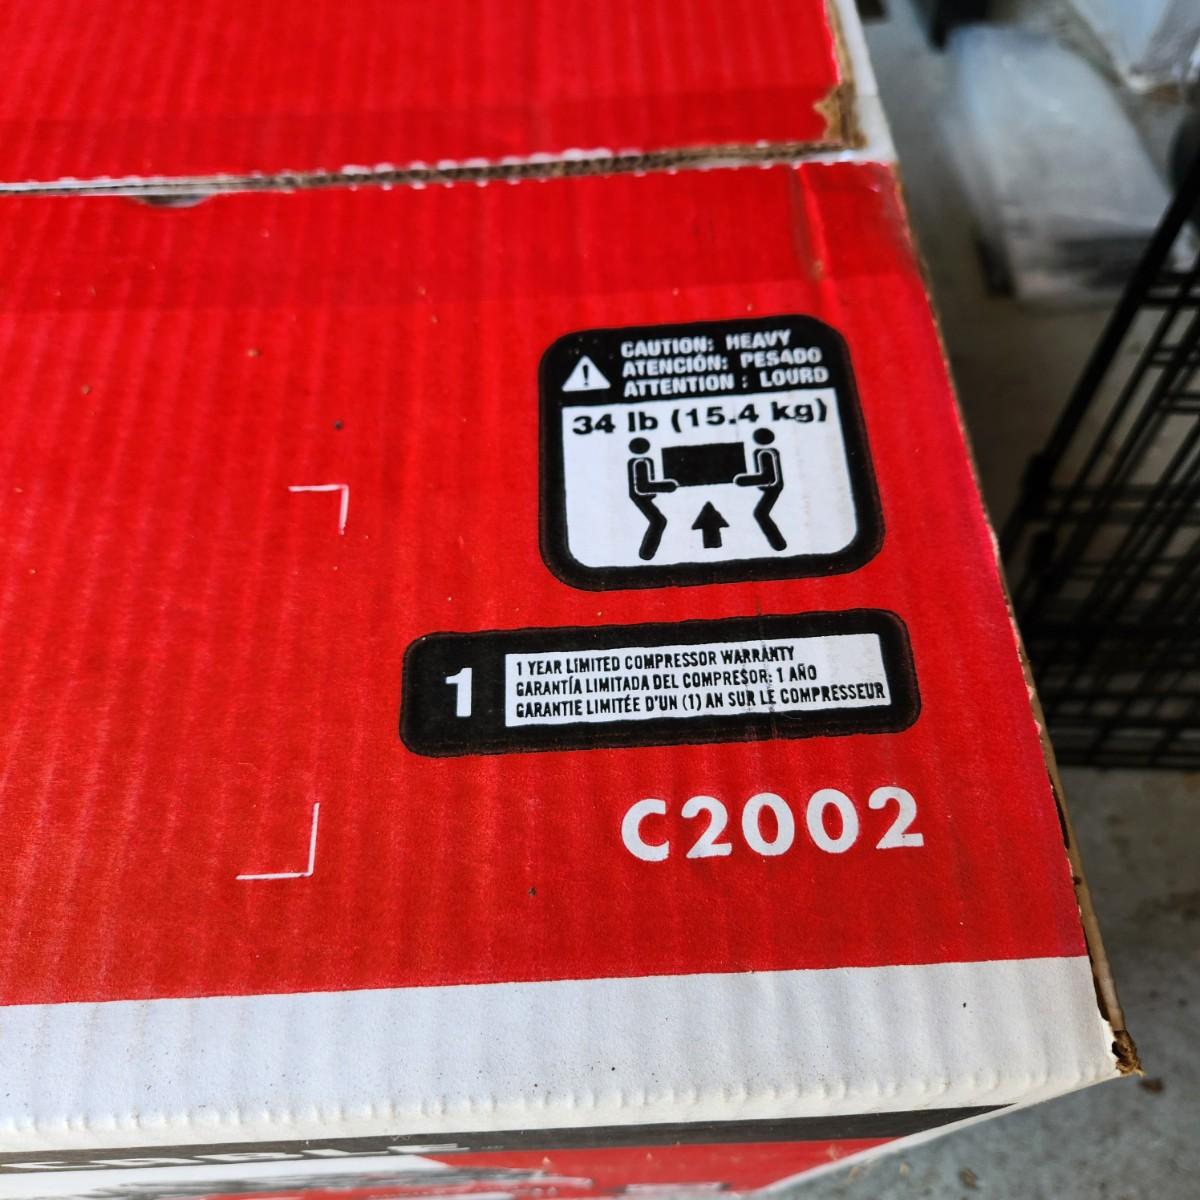 CAUTION: HEAVY
ATENCIÓN: PESADO
ATTENTION : LOURD
34 lb (15.4 kg)
1
1 YEAR LIMITED COMPRESSOR WARRANTY
GARANTÍA LIMITADA DEL COMPRESOR: 1 AÑO
GARANTIE LIMITÉE D'UN (1) AN SUR LE COMPRESSEUR
C2002